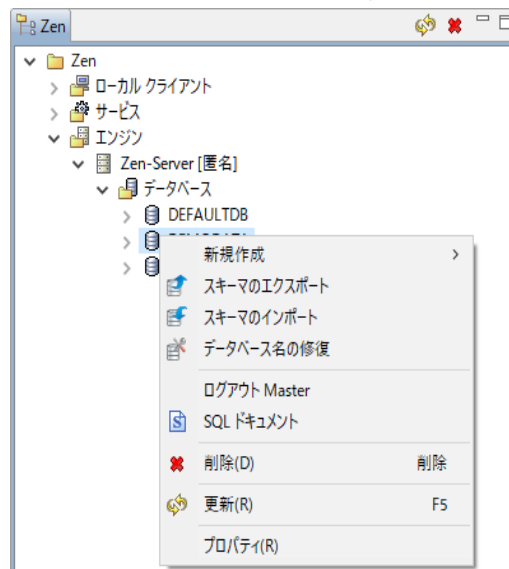 Zen
Zen
ローカル クライアント
サービス
エンジン
Zen-Server [匿名]
データベース
DEFAULTDB
新規作成
スキーマのエクスポート
スキーマのインポート
データベース名の修復
ログアウト Master
SQL ドキュメント
削除(D) 削除
更新(R) F5
プロパティ(R)